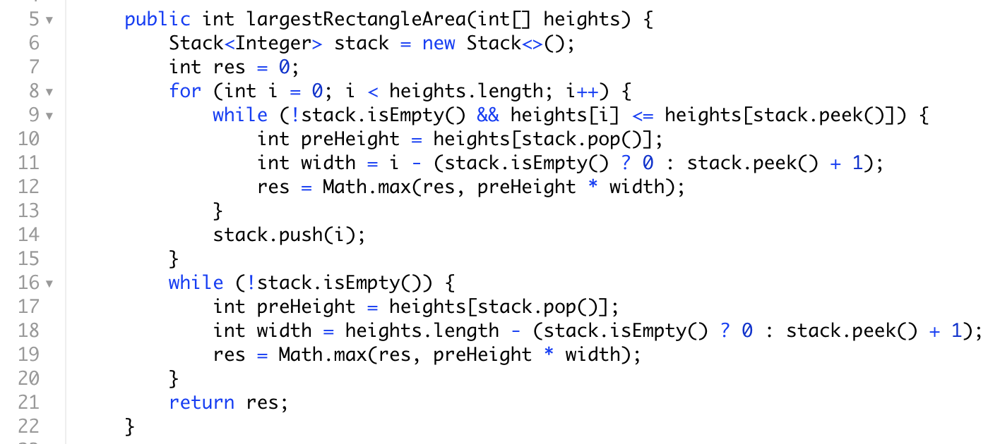 5 ▼ public int largestRectangleArea(int[] heights) {
6 Stack<Integer> stack = new Stack<>();
7 int res = 0;
8 ▼ for (int i = 0; i < heights.length; i++) {
9 ▼ while (!stack.isEmpty() && heights[i] <= heights[stack.peek()]) {
10 int preHeight = heights[stack.pop()];
11 int width = i - (stack.isEmpty() ? 0 : stack.peek() + 1);
12 res = Math.max(res, preHeight * width);
13 }
14 stack.push(i);
15 }
16 ▼ while (!stack.isEmpty()) {
17 int preHeight = heights[stack.pop()];
18 int width = heights.length - (stack.isEmpty() ? 0 : stack.peek() + 1);
19 res = Math.max(res, preHeight * width);
20 }
21 return res;
22 }